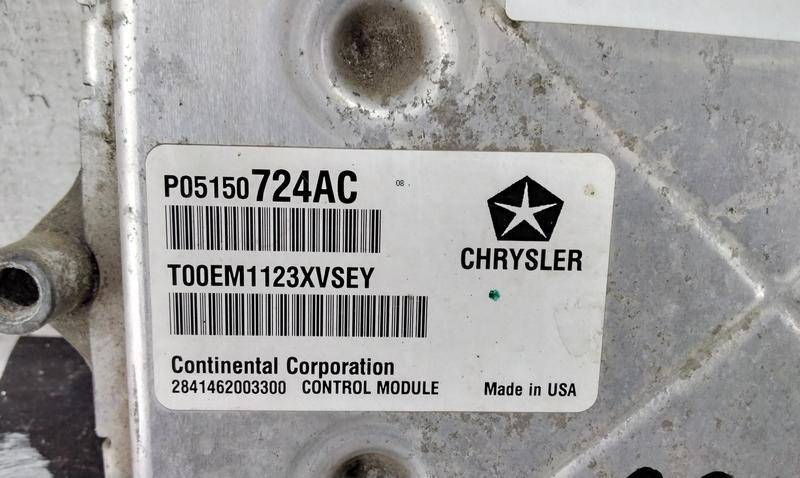 P05150724AC 08
T00EM1123XVSEY
CHRYSLER
Continental Corporation
2841462003300 CONTROL MODULE Made in USA